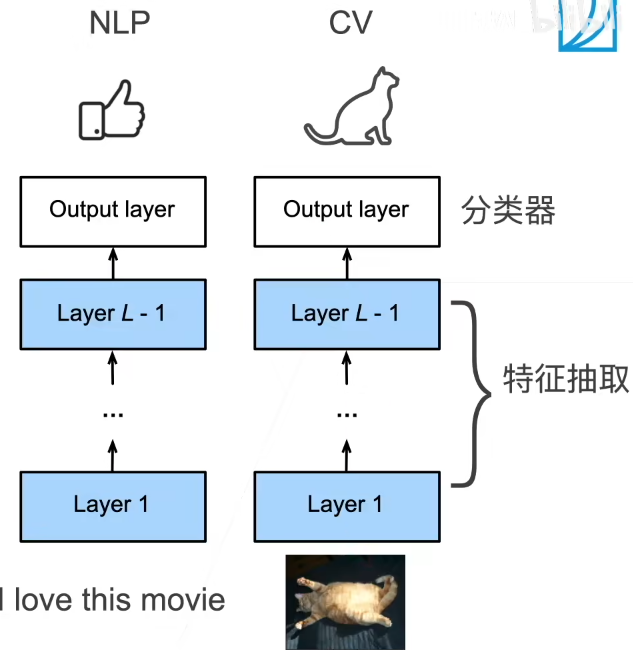 NLP
CV
Output layer
Output layer
分类器
Layer L - 1
Layer L - 1
特征抽取
...
...
Layer 1
Layer 1
love this movie